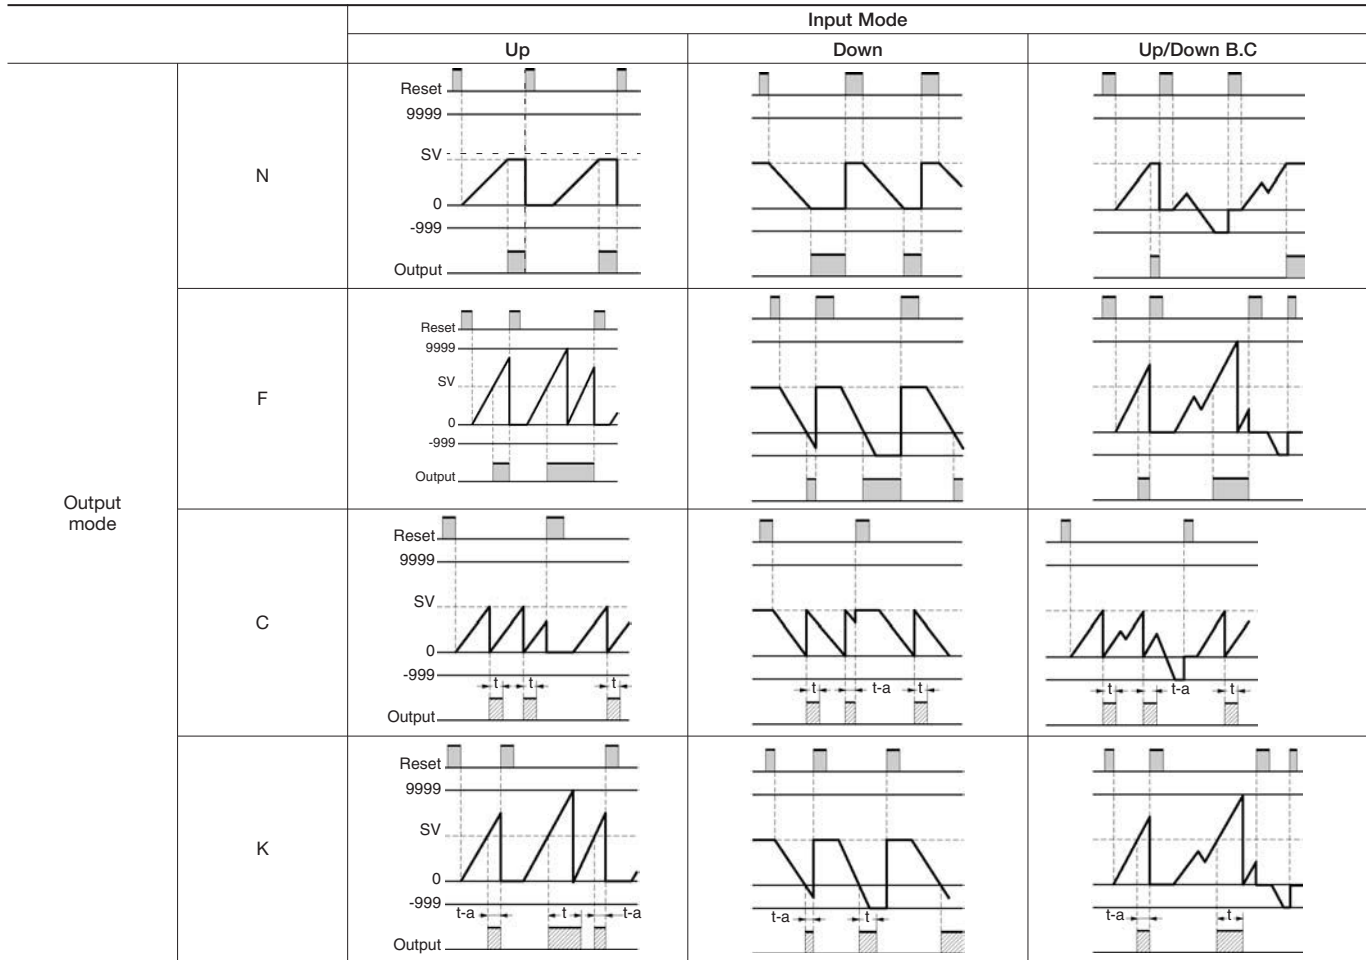 Input Mode
Up Down Up/Down B.C
Output
mode
N
Reset
9999
SV
0
-999
Output
F
Reset
9999
SV
0
-999
Output
C
Reset
9999
SV
0
-999
t t t
t t-a t
t t-a t
Output
K
Reset
9999
SV
0
-999
t-a t t-a
t-a t
t-a t
Output